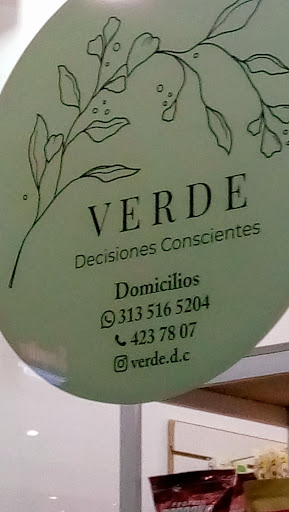 VERDE
Decisiones Conscientes
Domicilios
313 516 5204
423 78 07
verde.d.c